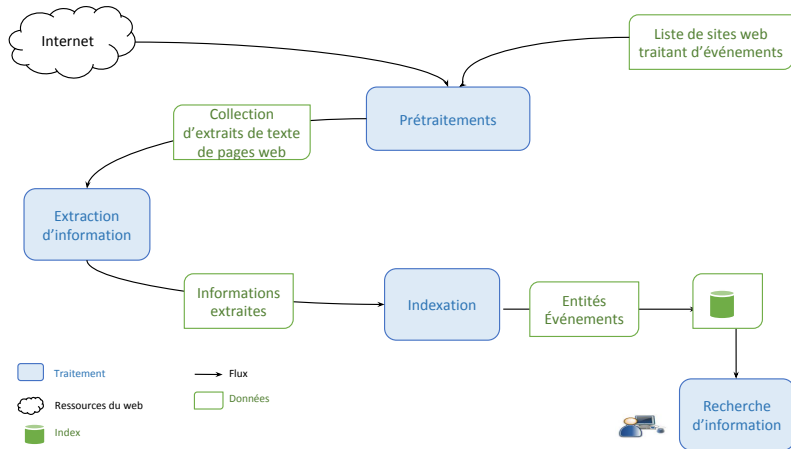 Internet
Liste de sites web
traitant d'événements
Prétraitements
Collection
d'extraits de texte
de pages web
Extraction
d'information
Informations
extraites
Indexation
Entités
Événements
Recherche
d'information
Traitement
Flux
Ressources du web
Données
Index